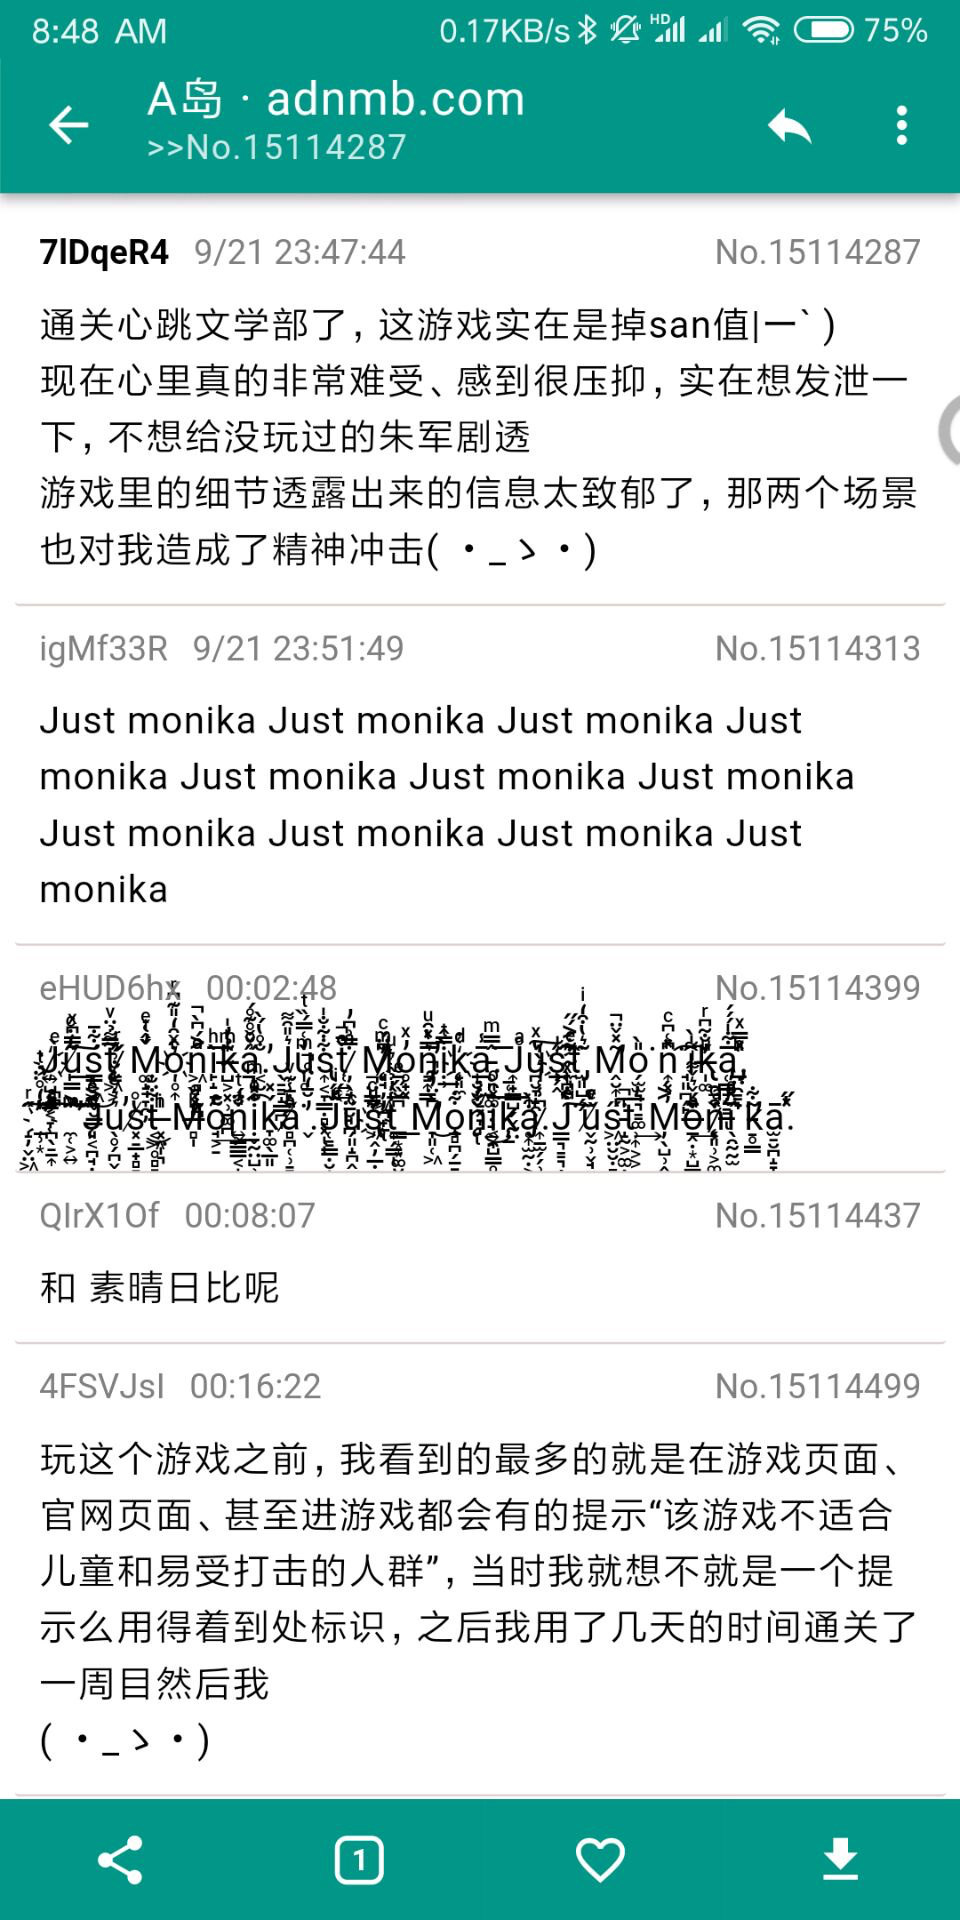 8:48 AM 0.17KB/s HD 75%
A岛 · adnmb.com
>>No.15114287
7lDqeR4 9/21 23:47:44 No.15114287
通关心跳文学部了，这游戏实在是掉san值|ー` )
现在心里真的非常难受、感到很压抑，实在想发泄一
下，不想给没玩过的朱军剧透
游戏里的细节透露出来的信息太致郁了，那两个场景
也对我造成了精神冲击( ・_ゝ・)
igMf33R 9/21 23:51:49 No.15114313
Just monika Just monika Just monika Just
monika Just monika Just monika Just monika
Just monika Just monika Just monika Just
monika
eHUD6hx 00:02:48 No.15114399
Just Monika Just Monika Just Monika
Just Monika Just Monika Just Monika.
QIrX1Of 00:08:07 No.15114437
和 素晴日比呢
4FSVJsI 00:16:22 No.15114499
玩这个游戏之前，我看到的最多的就是在游戏页面、
官网页面、甚至进游戏都会有的提示“该游戏不适合
儿童和易受打击的人群”，当时我就想不就是一个提
示么用得着到处标识，之后我用了几天的时间通关了
一周目然后我
( ・_ゝ・)
1